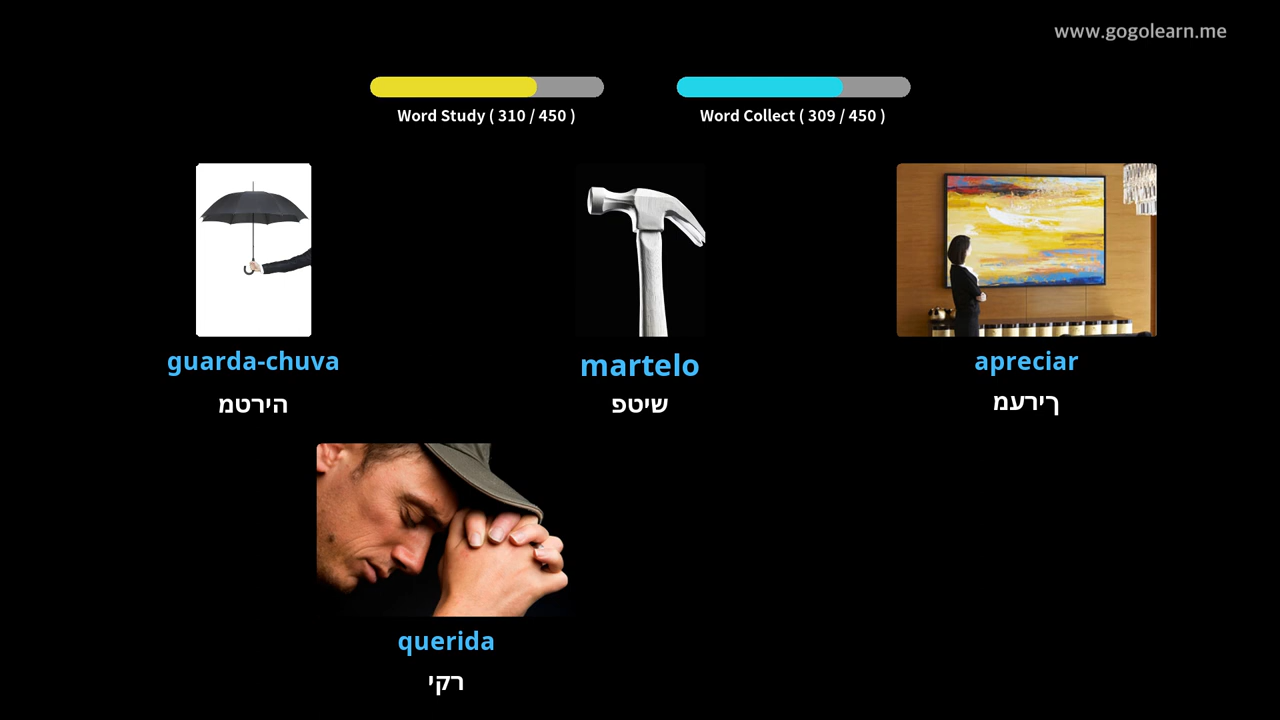 www.gogolearn.me
Word Study ( 310 / 450 )
Word Collect ( 309 / 450 )
guarda-chuva
הירטמ
martelo
שיטפ
apreciar
ךירעמ
querida
רקי